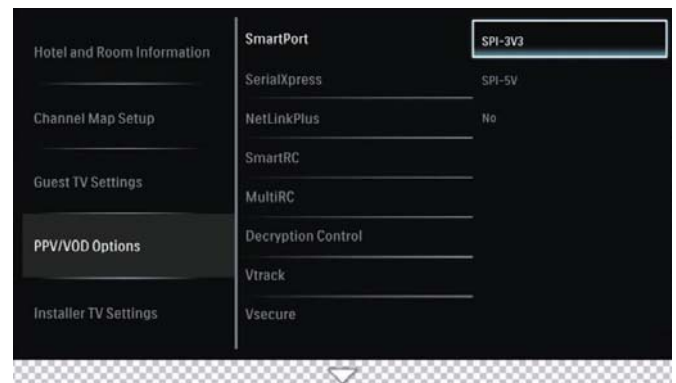 Hotel and Room Information
Channel Map Setup
Guest TV Settings
PPV/VOD Options
Installer TV Settings
SmartPort
SerialXpress
NetLinkPlus
SmartRC
MultiRC
Decryption Control
Vtrack
Vsecure
SPI-3V3
SPI-5V
No